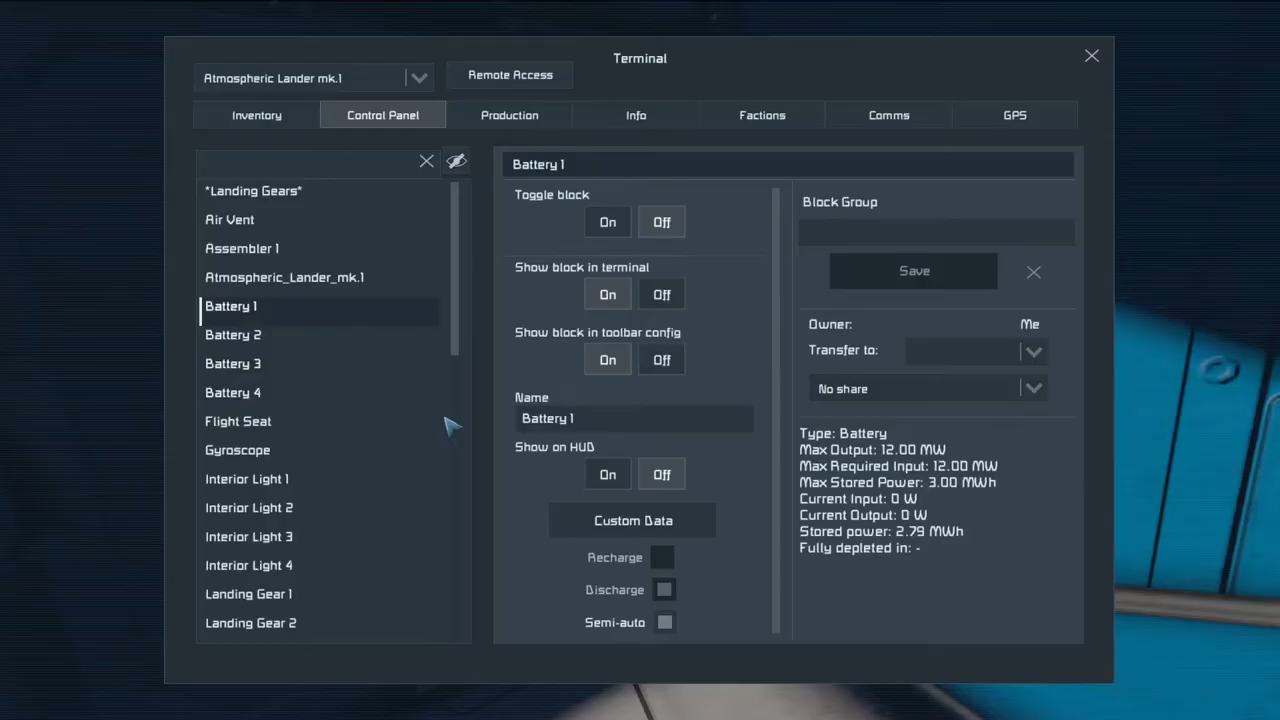 Terminal
Atmospheric Lander mk.1
Remote Access
Inventory
Control Panel
Production
Info
Factions
Comms
GPS
*Landing Gears*
Air Vent
Assembler 1
Atmospheric_Lander_mk.1
Battery 1
Battery 2
Battery 3
Battery 4
Flight Seat
Gyroscope
Interior Light 1
Interior Light 2
Interior Light 3
Interior Light 4
Landing Gear 1
Landing Gear 2
Battery 1
Toggle block
On Off
Show block in terminal
On Off
Show block in toolbar config
On Off
Name
Battery 1
Show on HUD
On Off
Custom Data
Recharge
Discharge
Semi-auto
Block Group
Save
Owner: Me
Transfer to:
No share
Type: Battery
Max Output: 12.00 MW
Max Required Input: 12.00 MW
Max Stored Power: 3.00 MWh
Current Input: 0 W
Current Output: 0 W
Stored power: 2.79 MWh
Fully depleted in: -